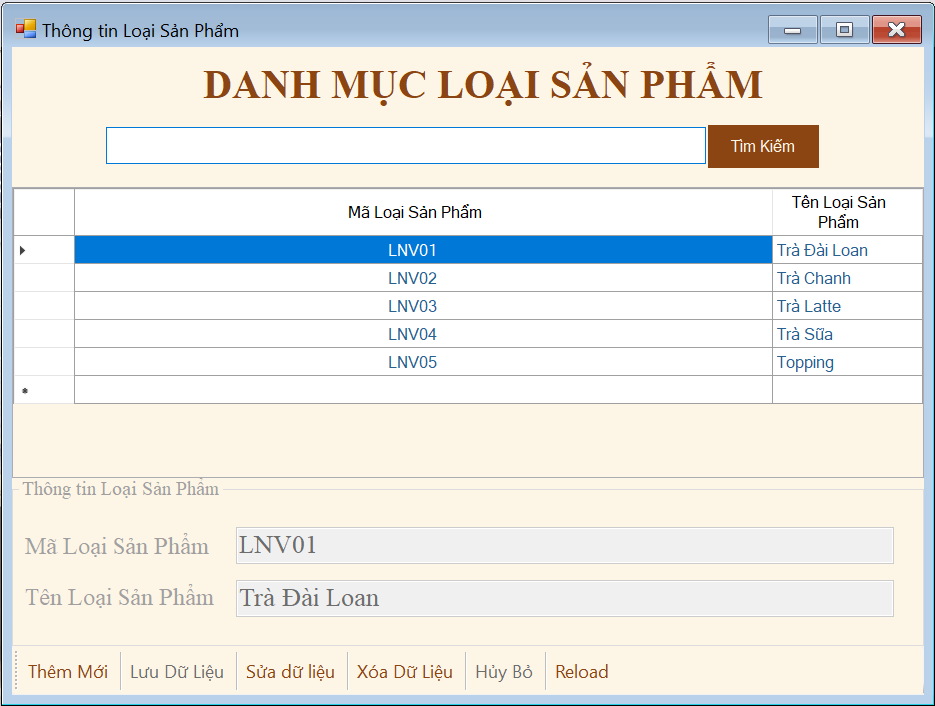 Thông tin Loại Sản Phẩm
DANH MỤC LOẠI SẢN PHẨM
Tìm Kiếm
Mã Loại Sản Phẩm
Tên Loại Sản
Phẩm
LNV01 Trà Đài Loan
LNV02 Trà Chanh
LNV03 Trà Latte
LNV04 Trà Sữa
LNV05 Topping
Thông tin Loại Sản Phẩm
Mã Loại Sản Phẩm LNV01
Tên Loại Sản Phẩm Trà Đài Loan
Thêm Mới Lưu Dữ Liệu Sửa dữ liệu Xóa Dữ Liệu Hủy Bỏ Reload